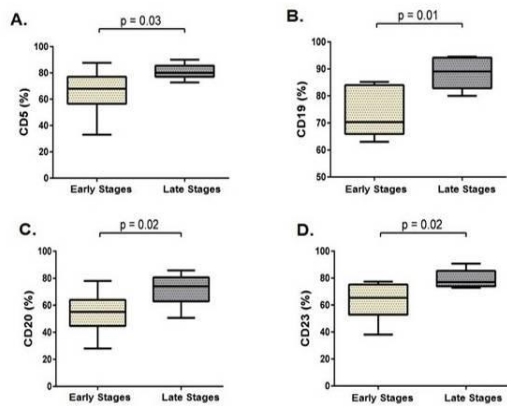 A.
p = 0.03
CD5 (%)
100
80
60
40
20
0
Early Stages
Late Stages
B.
p = 0.01
CD19 (%)
100
90
80
70
60
50
Early Stages
Late Stages
C.
p = 0.02
CD20 (%)
100
80
60
40
20
0
Early Stages
Late Stages
D.
p = 0.02
CD23 (%)
100
80
60
40
20
0
Early Stages
Late Stages